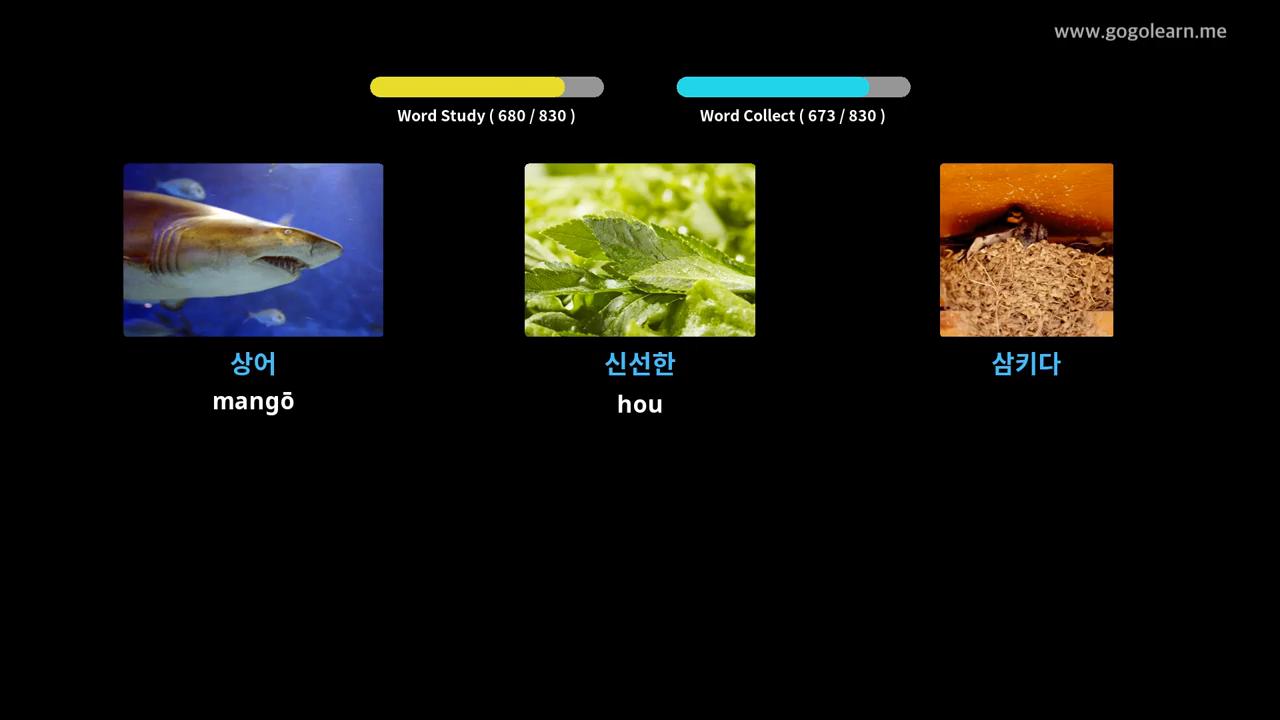 www.gogolearn.me
Word Study ( 680 / 830 )
Word Collect ( 673 / 830 )
상어
신선한
삼키다
mangō
hou